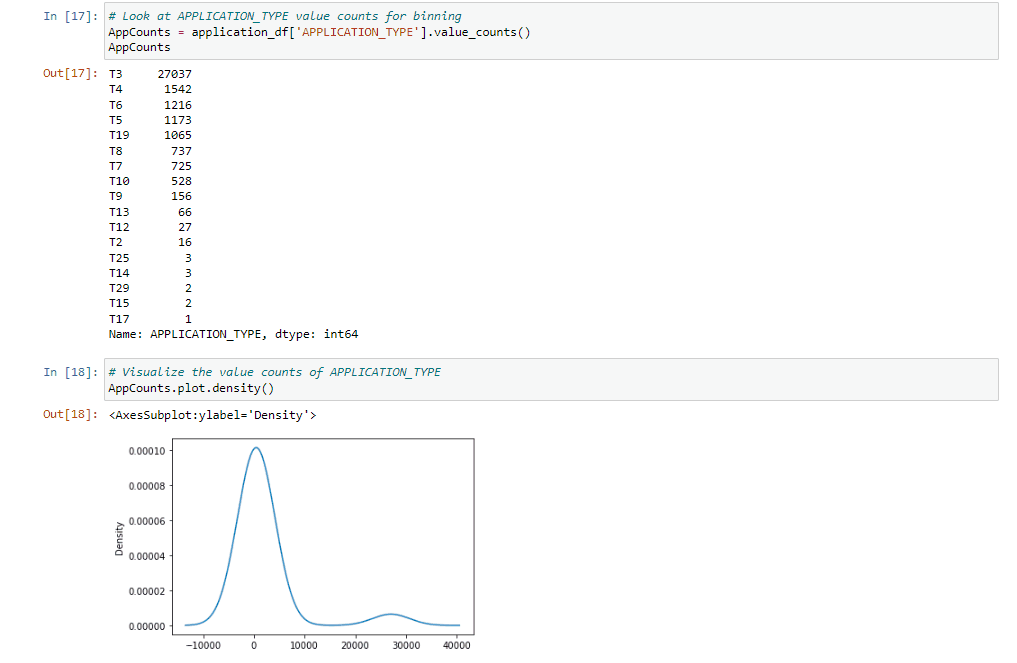 In [17]: # Look at APPLICATION_TYPE value counts for binning
AppCounts = application_df['APPLICATION_TYPE'].value_counts()
AppCounts
Out[17]: T3 27037
T4 1542
T6 1216
T5 1173
T19 1065
T8 737
T7 725
T10 528
T9 156
T13 66
T12 27
T2 16
T25 3
T14 3
T29 2
T15 2
T17 1
Name: APPLICATION_TYPE, dtype: int64
In [18]: # Visualize the value counts of APPLICATION_TYPE
AppCounts.plot.density()
Out[18]: <AxesSubplot:ylabel='Density'>
0.00010
0.00008
0.00006
0.00004
0.00002
0.00000
Density
−10000 0 10000 20000 30000 40000